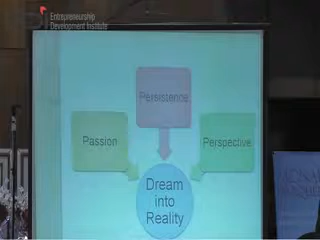 Entrepreneurship
Development Institute
Persistence
Passion
Perspective
Dream
into
Reality